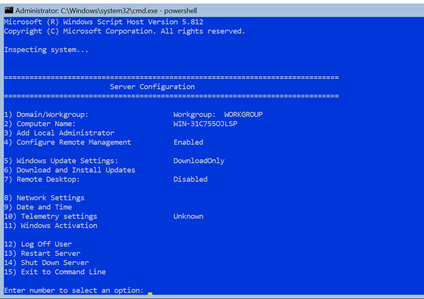 Administrator: C:\Windows\system32\cmd.exe - powershell
Microsoft (R) Windows Script Host Version 5.812
Copyright (C) Microsoft Corporation. All rights reserved.
Inspecting system...
===============================================================================
Server Configuration
===============================================================================
1) Domain/Workgroup: Workgroup: WORKGROUP
2) Computer Name: WIN-31C755OJLSP
3) Add Local Administrator
4) Configure Remote Management Enabled
5) Windows Update Settings: DownloadOnly
6) Download and Install Updates
7) Remote Desktop: Disabled
8) Network Settings
9) Date and Time
10) Telemetry settings Unknown
11) Windows Activation
12) Log Off User
13) Restart Server
14) Shut Down Server
15) Exit to Command Line
Enter number to select an option: